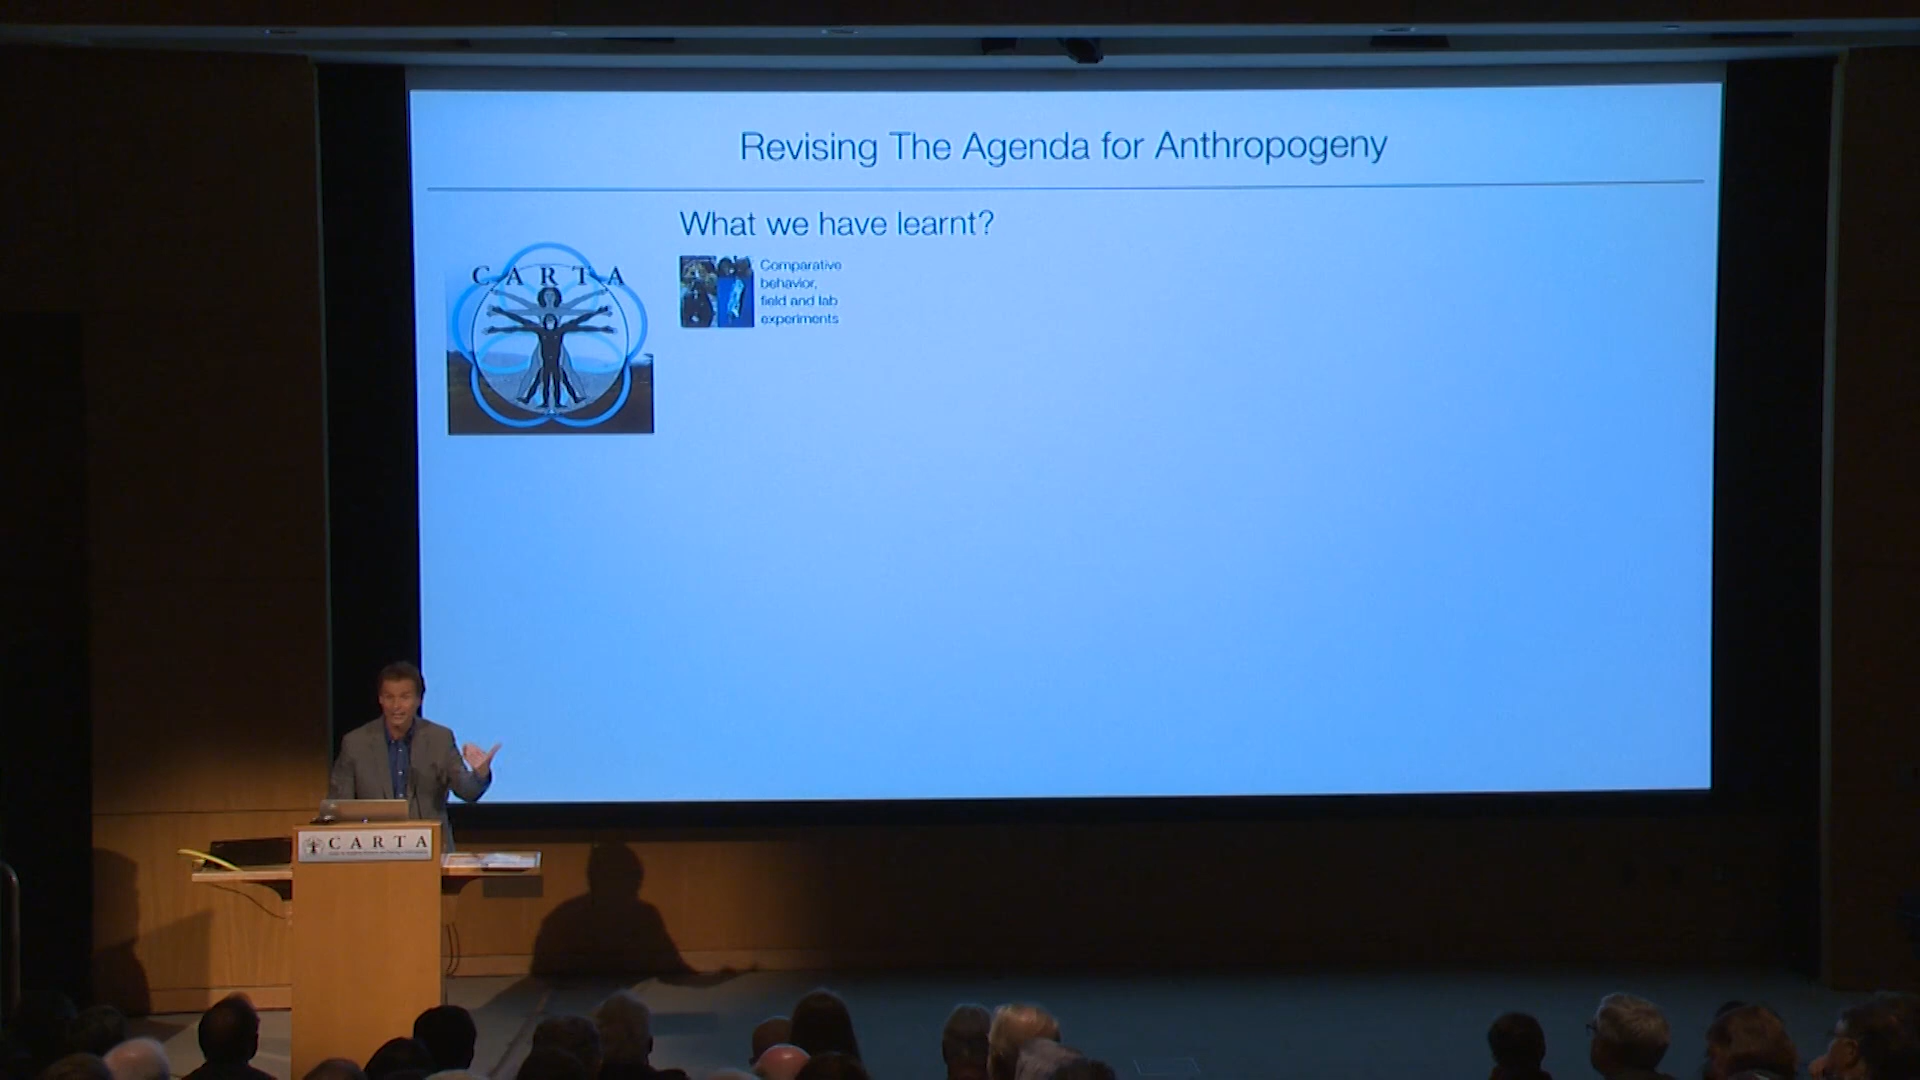 Revising The Agenda for Anthropogeny
What we have learnt?
CARTA
Comparative
behavior,
field and lab
experiments
CARTA